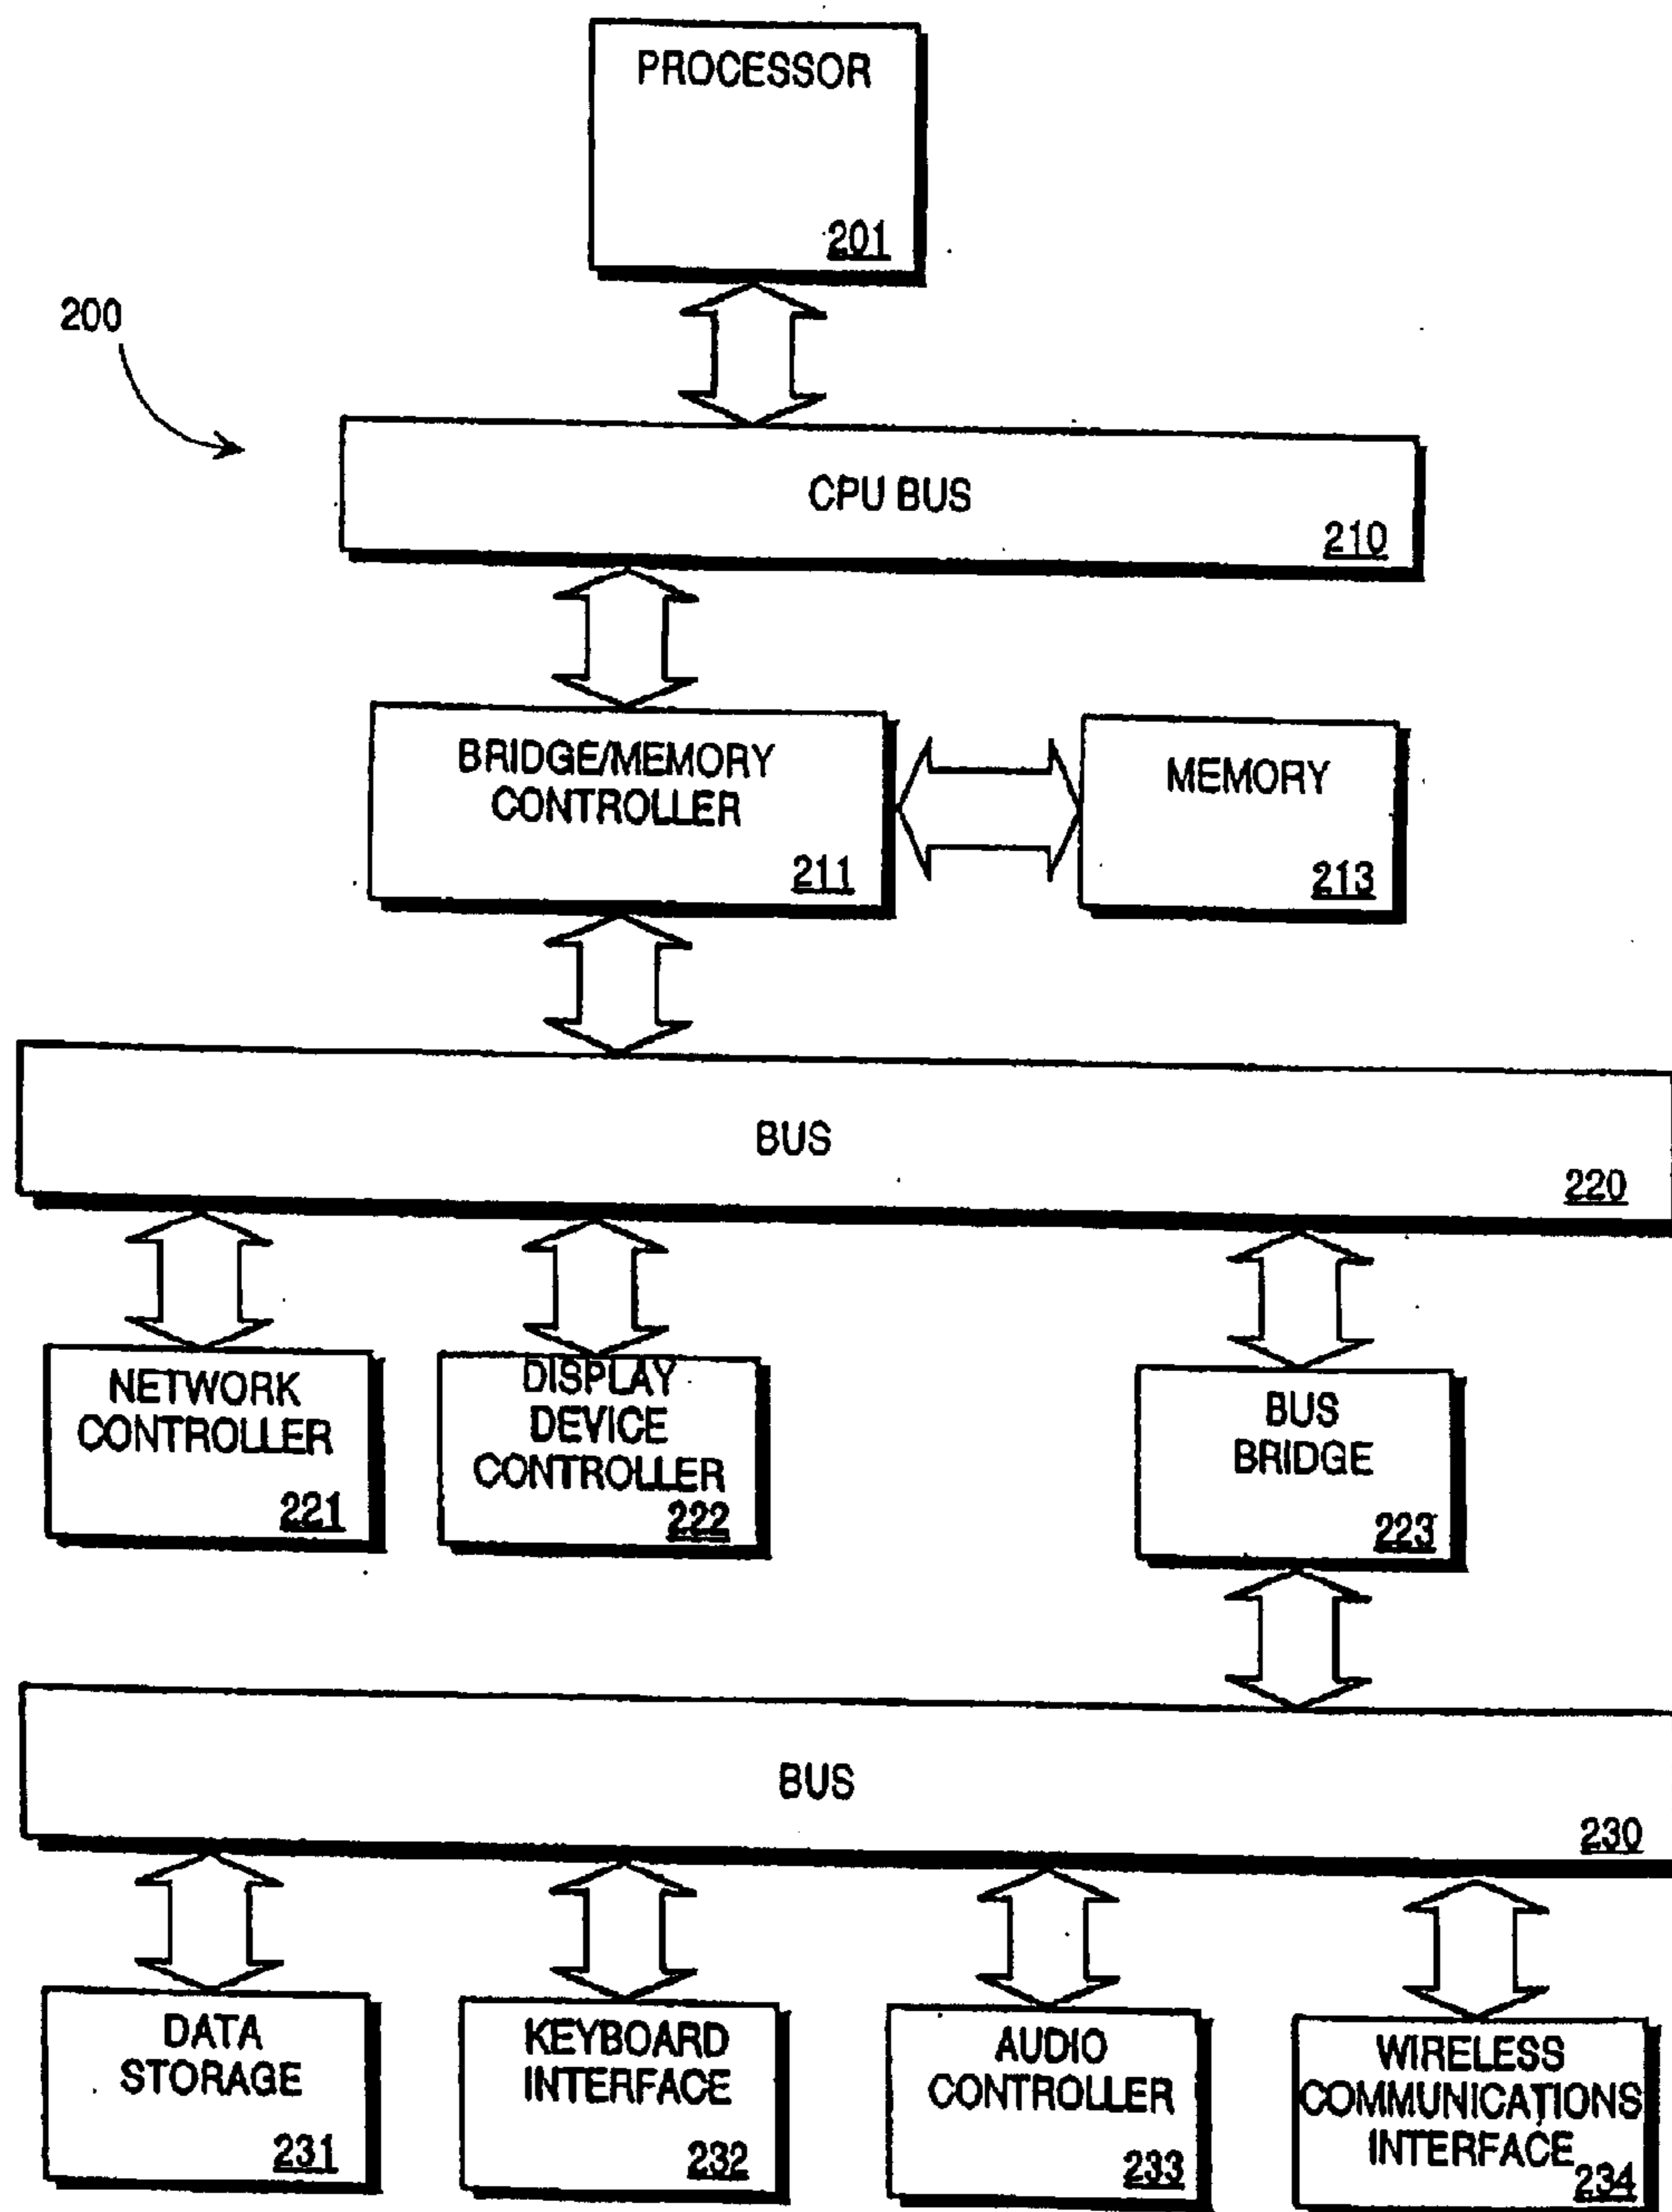 PROCESSOR
201
200
CPU BUS
210
BRIDGE/MEMORY
CONTROLLER
211
MEMORY
213
BUS
220
NETWORK
CONTROLLER
221
DISPLAY
DEVICE
CONTROLLER
222
BUS
BRIDGE
223
BUS
230
DATA
STORAGE
231
KEYBOARD
INTERFACE
232
AUDIO
CONTROLLER
233
WIRELESS
COMMUNICATIONS
INTERFACE
234